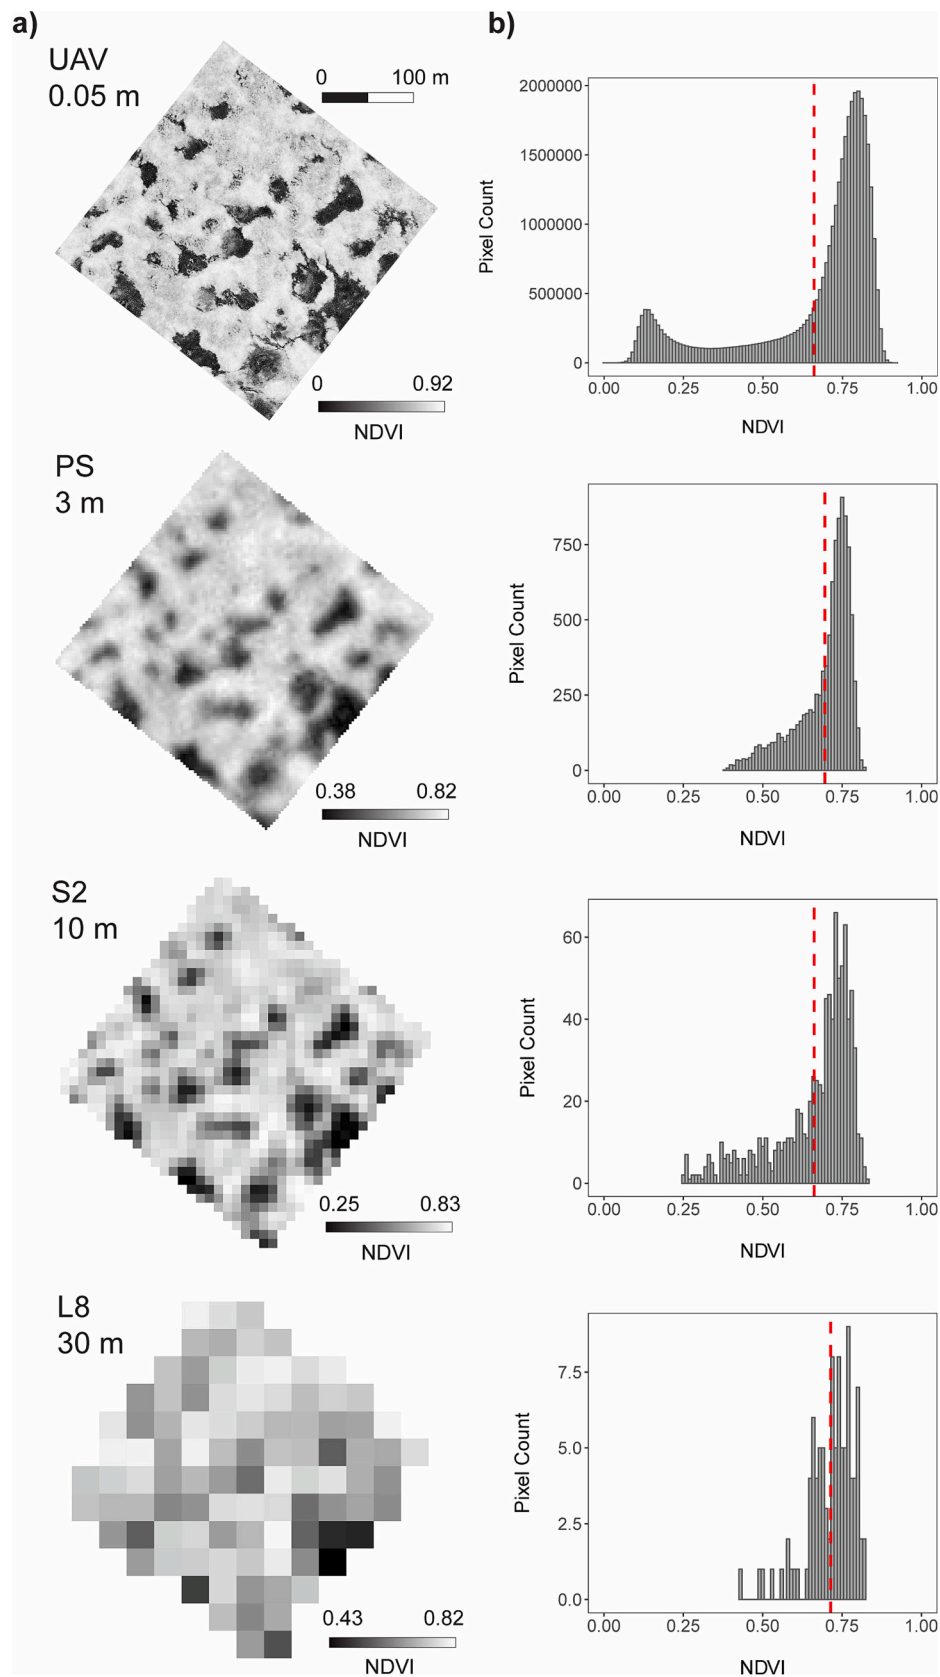 a)
UAV
0.05 m
0 100 m
0 0.92
NDVI
PS
3 m
0.38 0.82
NDVI
S2
10 m
0.25 0.83
NDVI
L8
30 m
0.43 0.82
NDVI
b)
2000000
1500000
1000000
500000
0
Pixel Count
0.00 0.25 0.50 0.75 1.00
NDVI
750
500
250
0
Pixel Count
0.00 0.25 0.50 0.75 1.00
NDVI
60
40
20
0
Pixel Count
0.00 0.25 0.50 0.75 1.00
NDVI
7.5
5.0
2.5
0.0
Pixel Count
0.00 0.25 0.50 0.75 1.00
NDVI